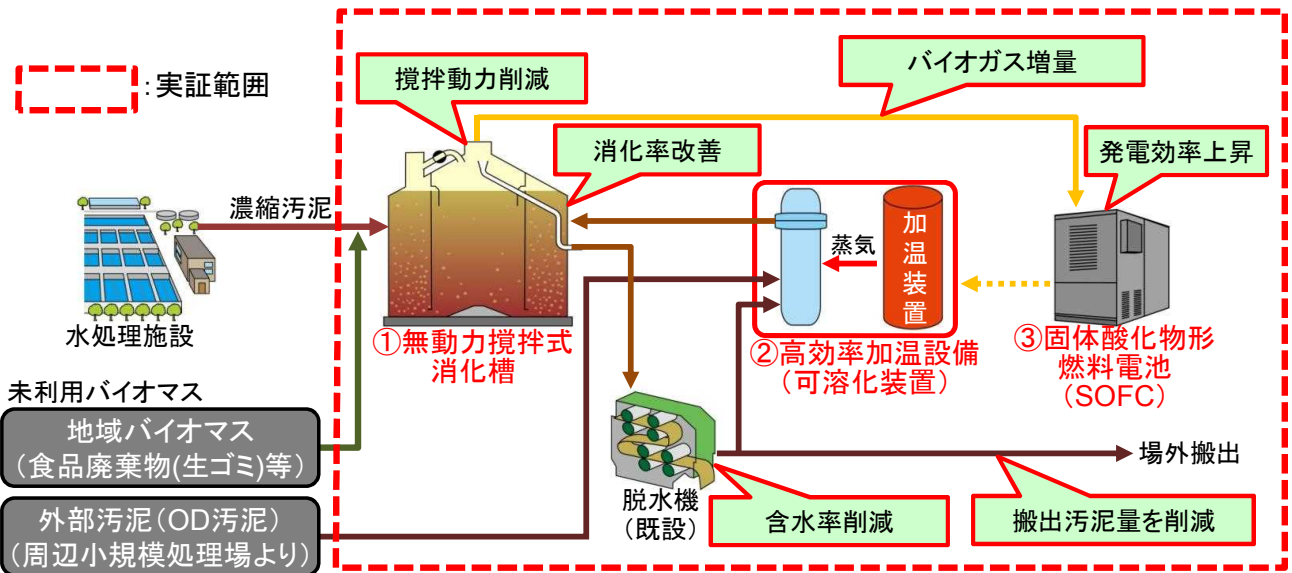 ：実証範囲
撹拌動力削減
バイオガス増量
消化率改善
発電効率上昇
濃縮汚泥
加温装置
蒸気
水処理施設
①無動力撹拌式
消化槽
②高効率加温設備
（可溶化装置）
③固体酸化物形
燃料電池
（SOFC）
未利用バイオマス
地域バイオマス
（食品廃棄物(生ゴミ)等）
外部汚泥（OD汚泥）
（周辺小規模処理場より）
脱水機
（既設）
含水率削減
搬出汚泥量を削減
場外搬出